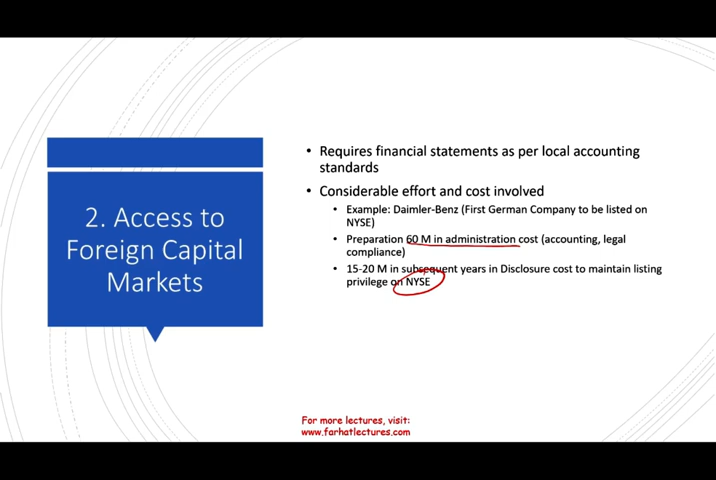 2. Access to
Foreign Capital
Markets
• Requires financial statements as per local accounting
standards
• Considerable effort and cost involved
• Example: Daimler-Benz (First German Company to be listed on
NYSE)
• Preparation 60 M in administration cost (accounting, legal
compliance)
• 15-20 M in subsequent years in Disclosure cost to maintain listing
privilege on NYSE
For more lectures, visit:
www.farhatlectures.com